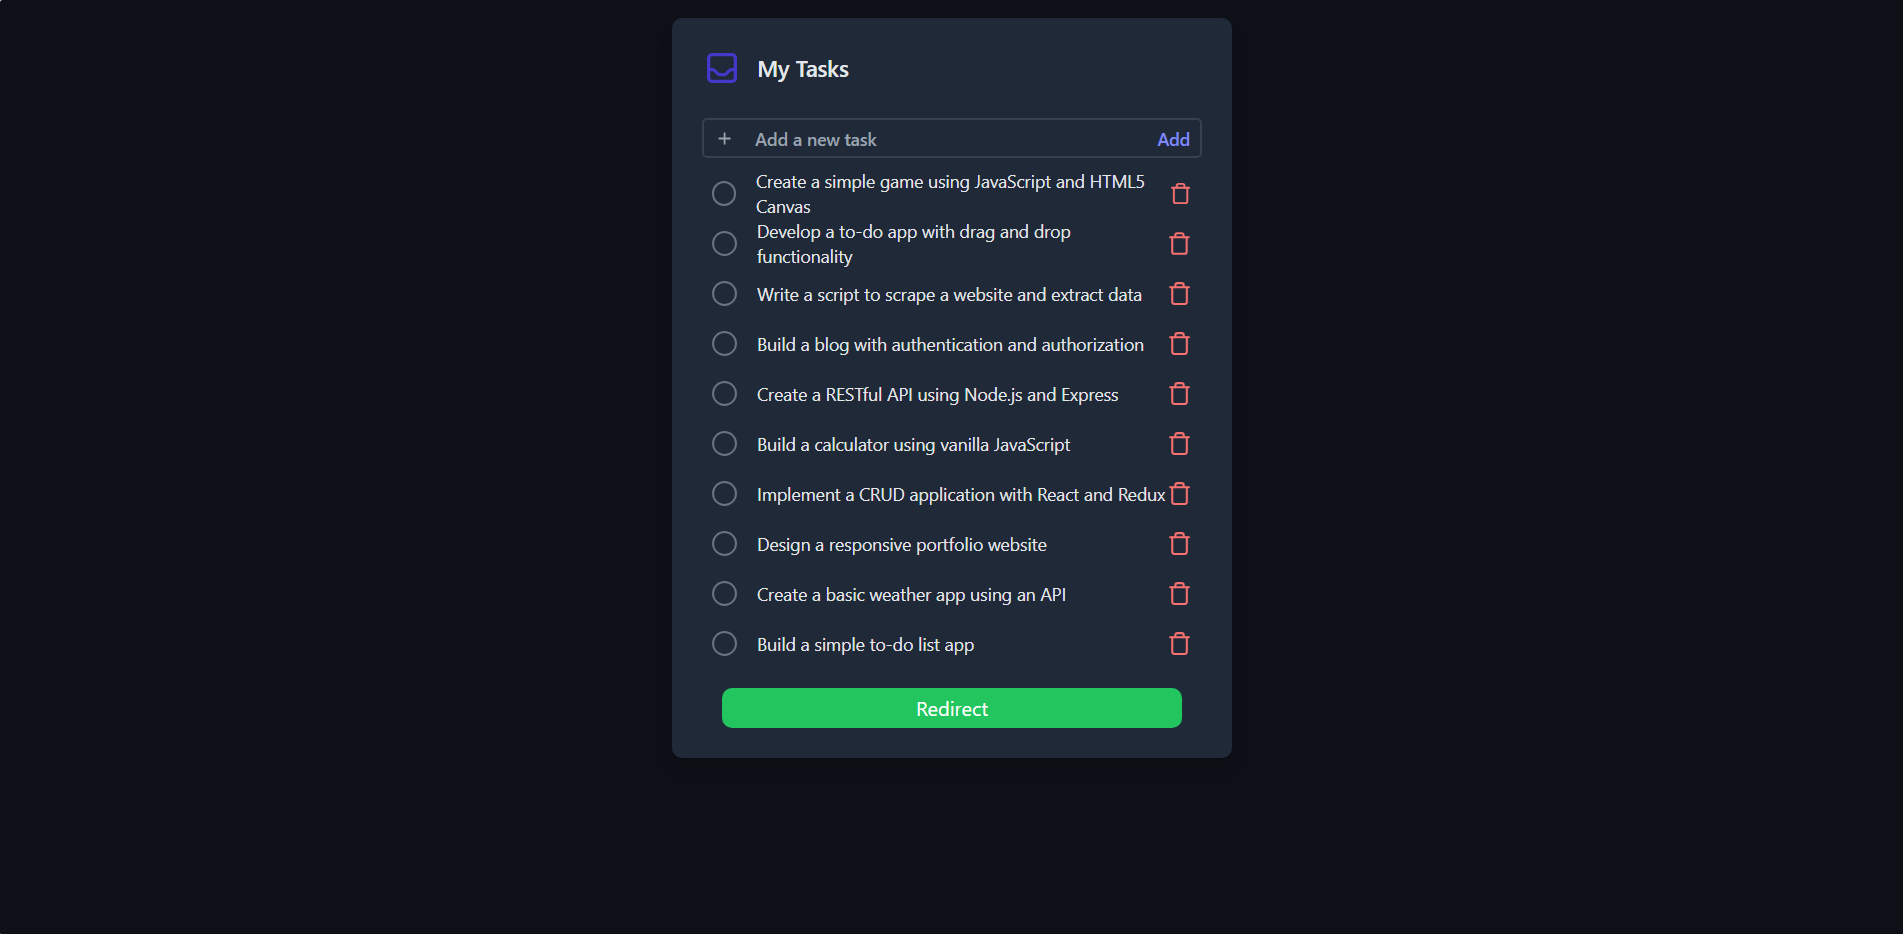 My Tasks
Add a new task
Add
Create a simple game using JavaScript and HTML5
Canvas
Develop a to-do app with drag and drop
functionality
Write a script to scrape a website and extract data
Build a blog with authentication and authorization
Create a RESTful API using Node.js and Express
Build a calculator using vanilla JavaScript
Implement a CRUD application with React and Redux
Design a responsive portfolio website
Create a basic weather app using an API
Build a simple to-do list app
Redirect